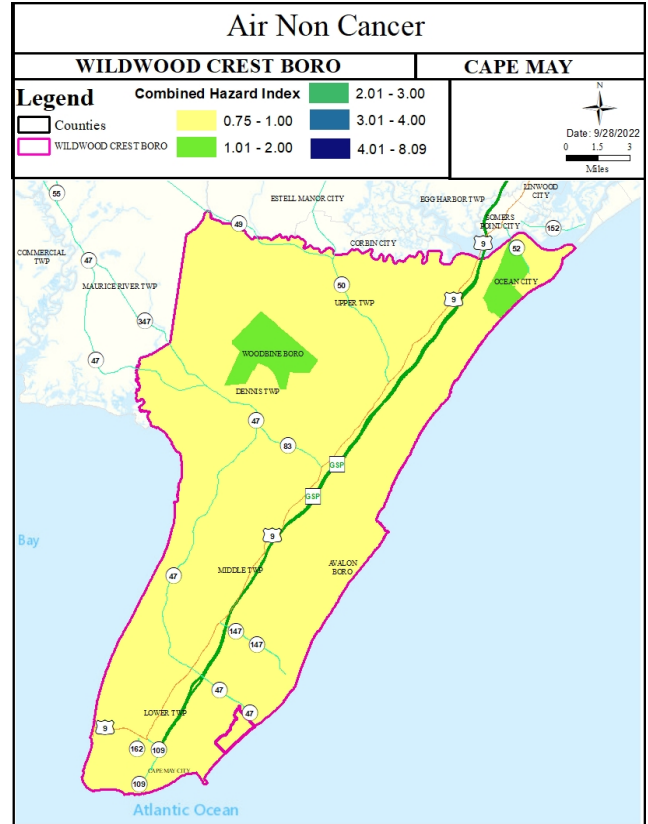 Air Non Cancer
WILDWOOD CREST BORO
CAPE MAY
Legend
Counties
WILDWOOD CREST BORO
Combined Hazard Index
0.75 - 1.00
1.01 - 2.00
2.01 - 3.00
3.01 - 4.00
4.01 - 8.09
N
Date: 9/28/2022
0 1.5 3
Miles
55
ESTELL MANOR CITY
EGG HARBOR TWP
LINWOOD
CITY
SOMERS
POINT CITY
152
49
CORBIN CITY
9
52
COMMERCIAL
TWP
47
MAURICE RIVER TWP
50
UPPER TWP
OCEAN CITY
9
347
47
WOODBINE BORO
DENNIS TWP
47
83
GSP
GSP
9
Bay
MIDDLE TWP
AVALON
BORO
47
147
147
47
47
LOWER TWP
9
162
109
CAPE MAY CITY
109
Atlantic Ocean